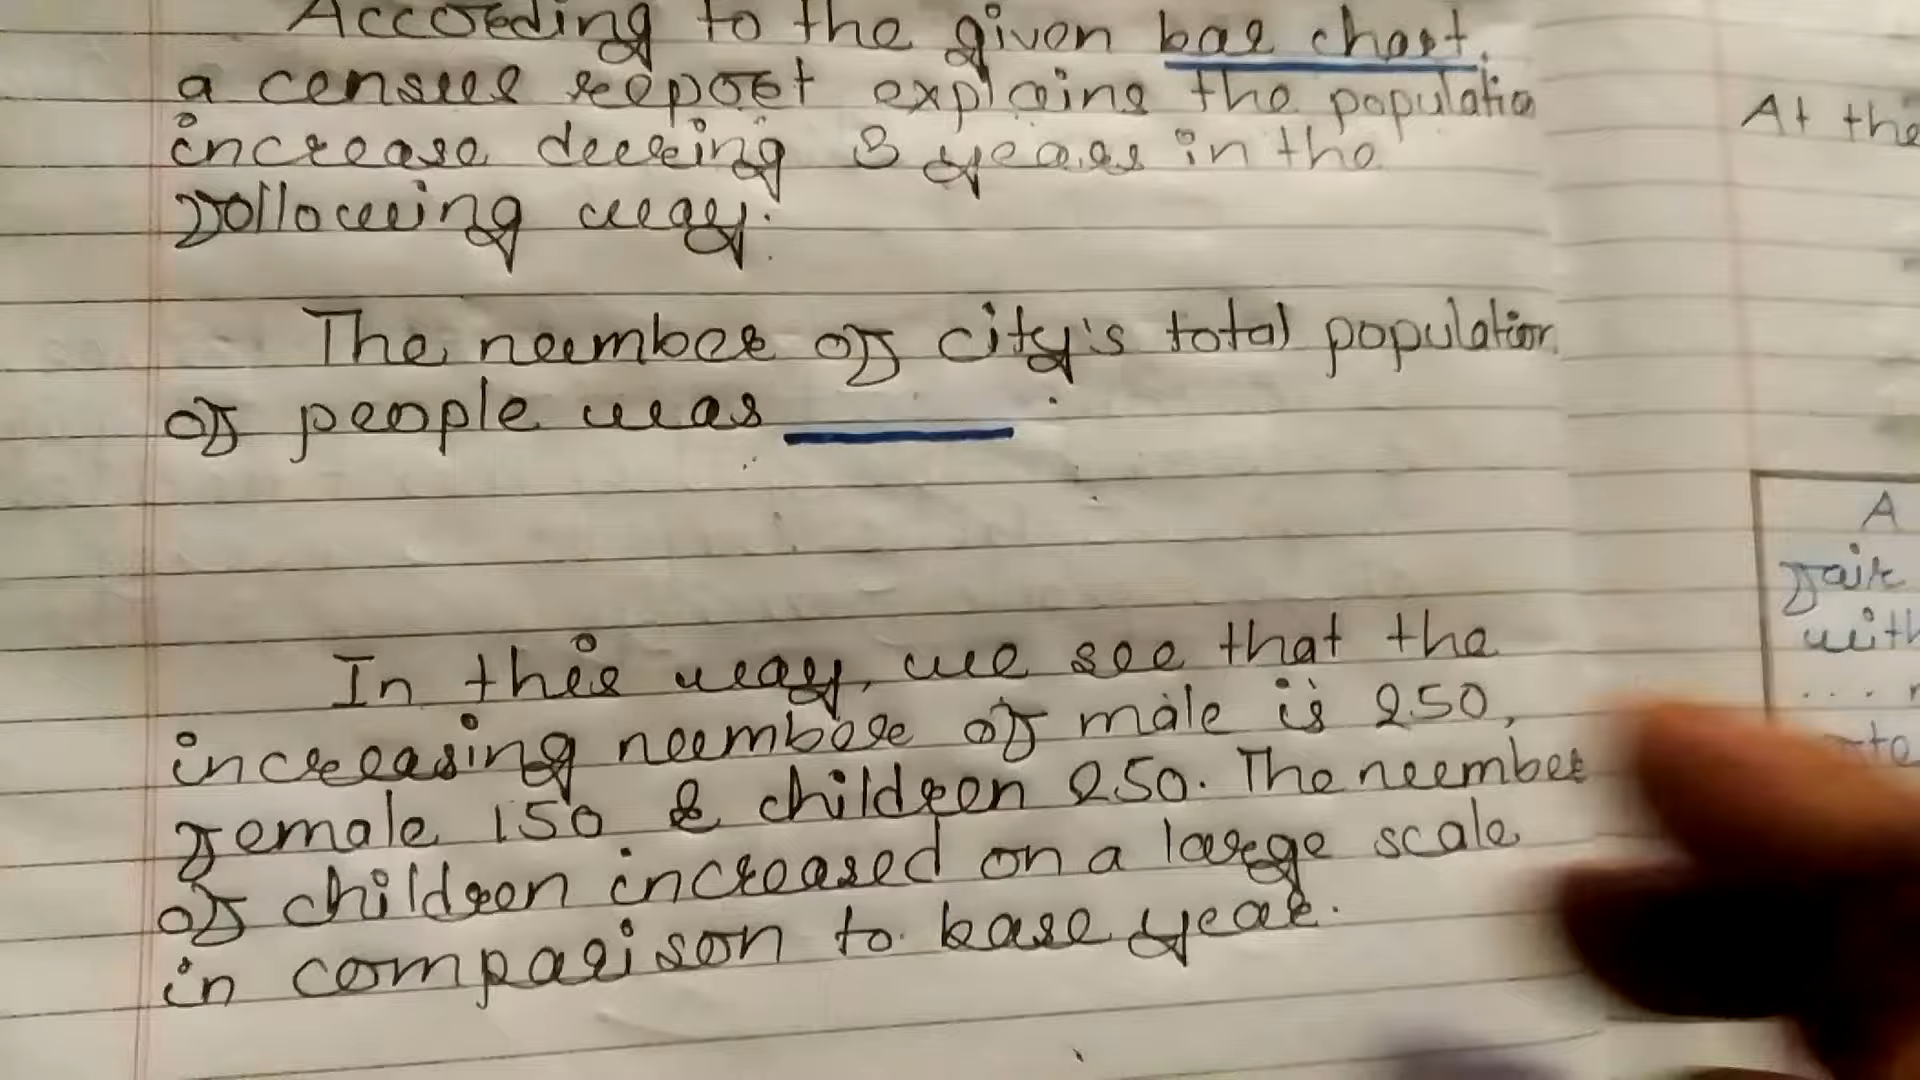 According to the given bar chart,
a census report explains the populatio
increase during 3 years in the
following way.
The number of city's total population
of people was
In this way, we see that the
increasing number of male is 250,
female 150 & children 250. The number
of children increased on a large scale
in comparison to base year.
At the
A
fair
with